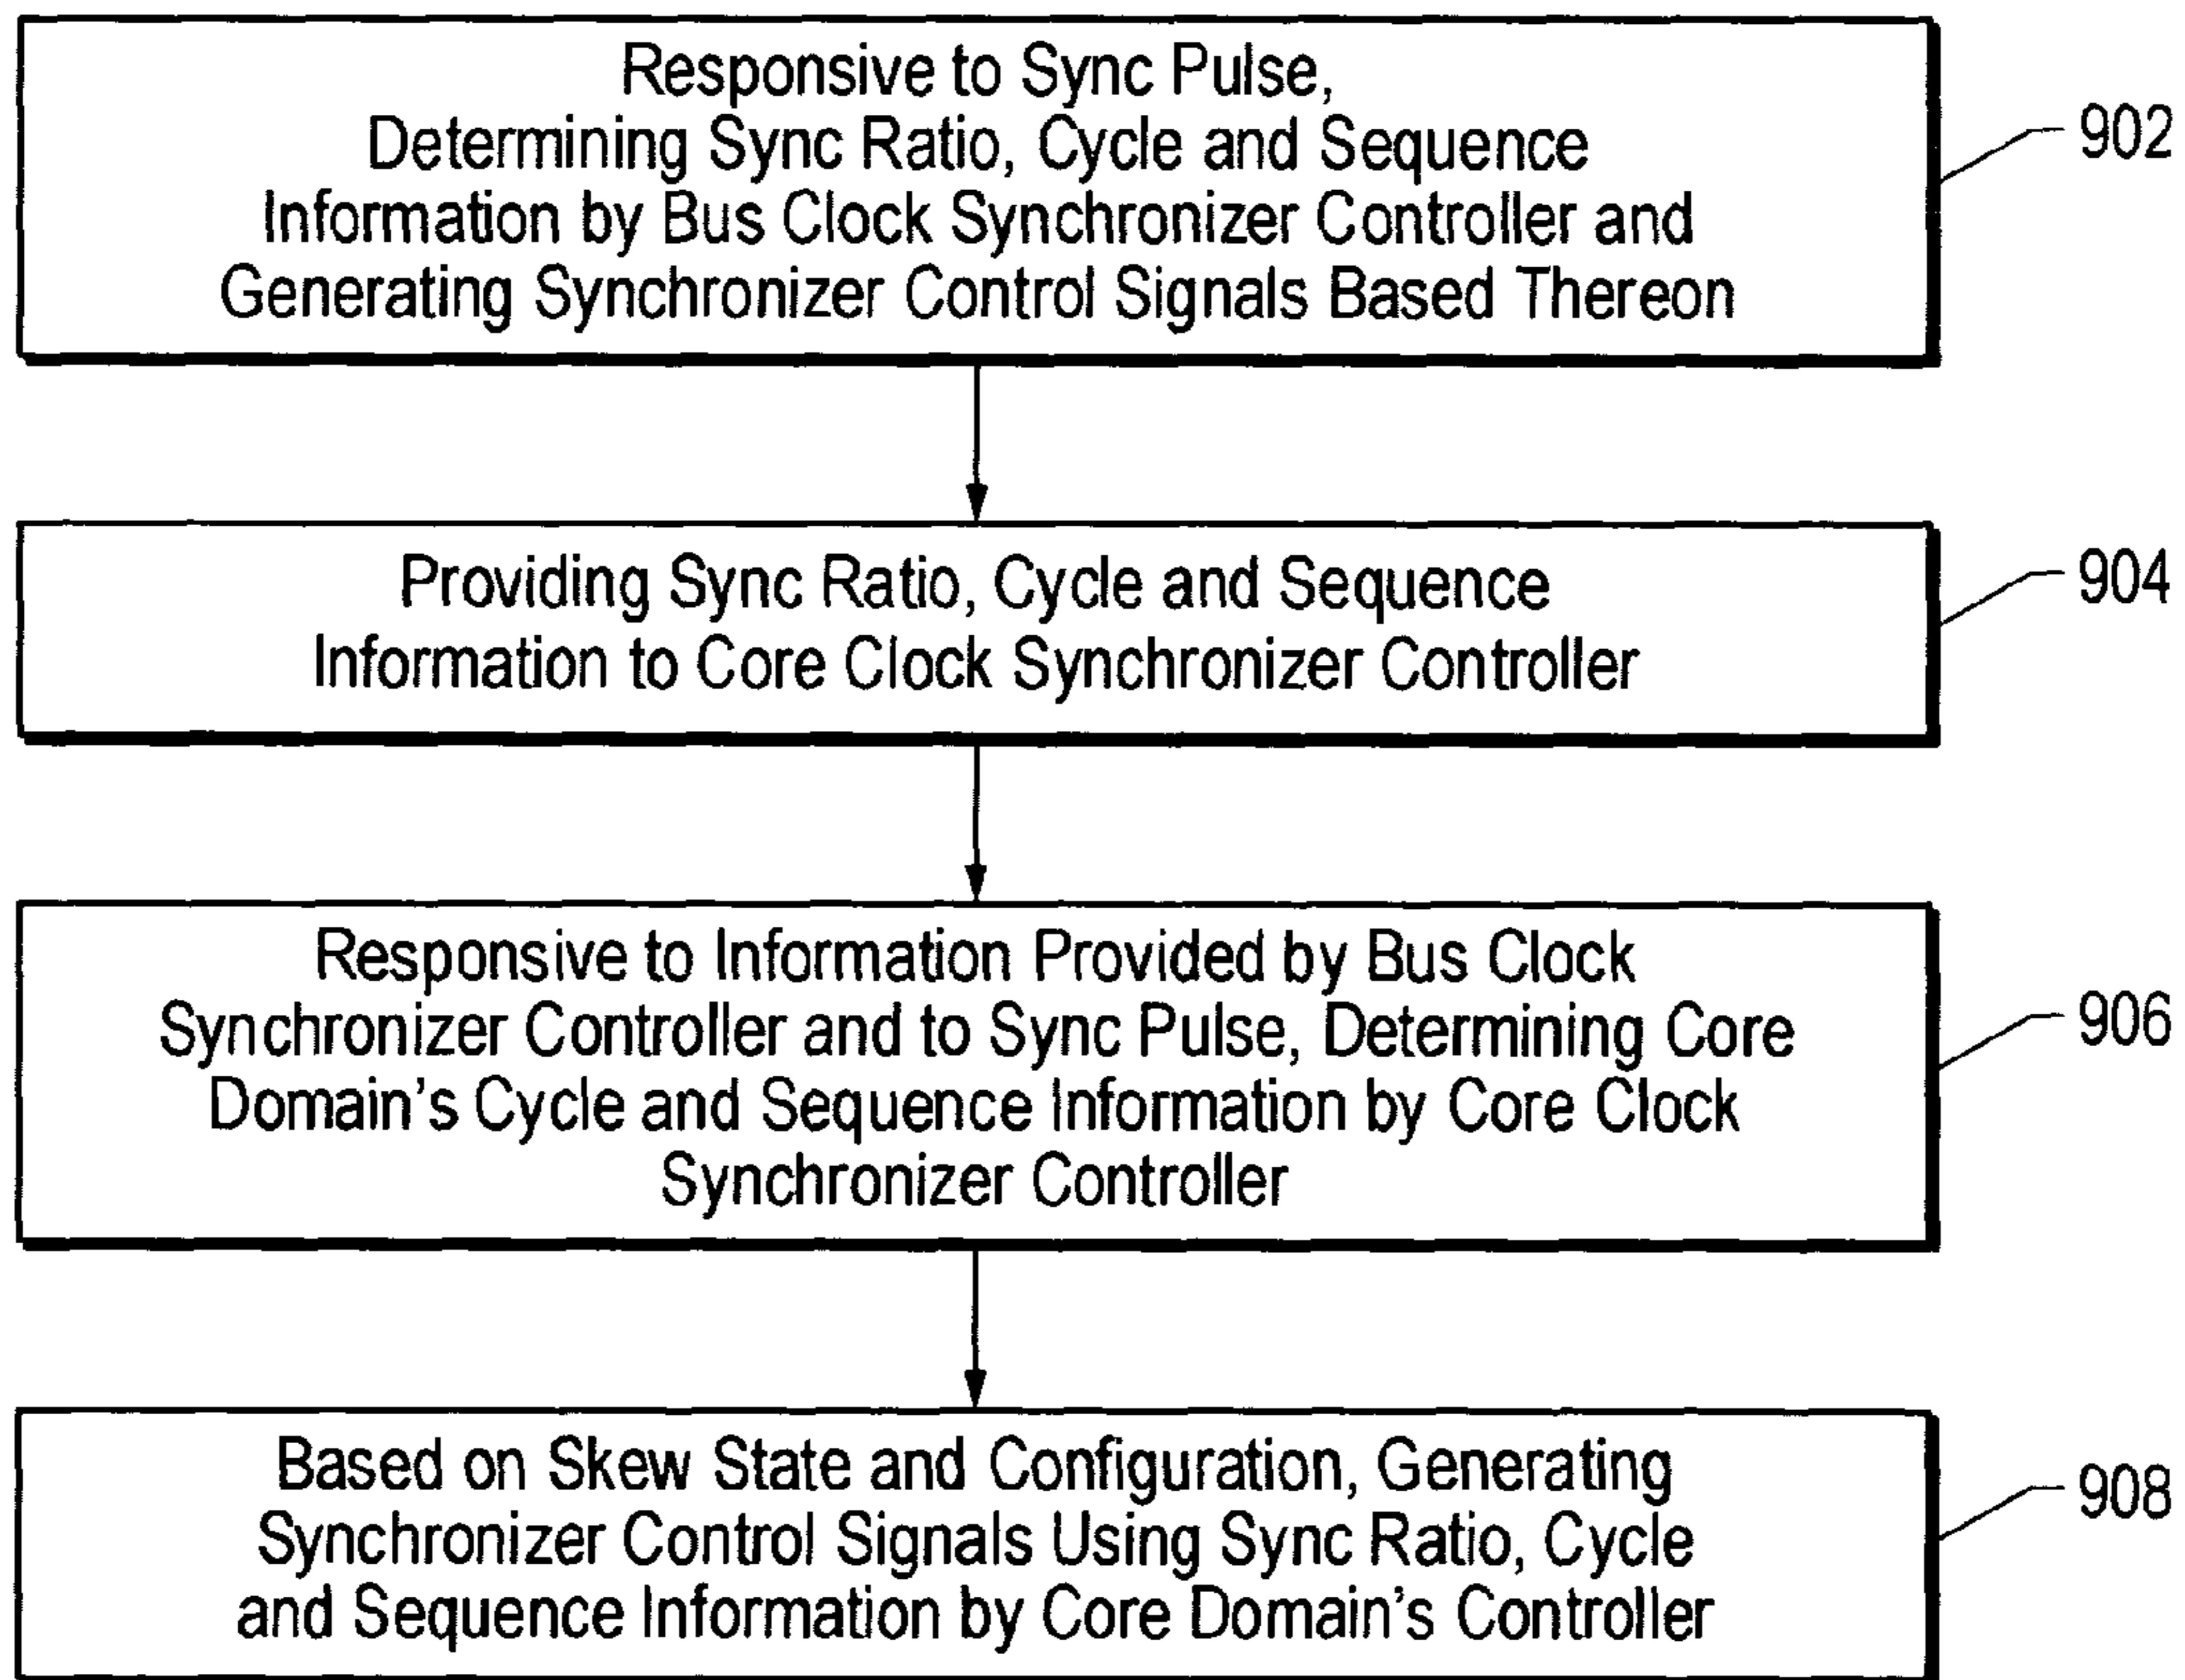 Responsive to Sync Pulse,
Determining Sync Ratio, Cycle and Sequence
Information by Bus Clock Synchronizer Controller and
Generating Synchronizer Control Signals Based Thereon
902
Providing Sync Ratio, Cycle and Sequence
Information to Core Clock Synchronizer Controller
904
Responsive to Information Provided by Bus Clock
Synchronizer Controller and to Sync Pulse, Determining Core
Domain's Cycle and Sequence Information by Core Clock
Synchronizer Controller
906
Based on Skew State and Configuration, Generating
Synchronizer Control Signals Using Sync Ratio, Cycle
and Sequence Information by Core Domain's Controller
908